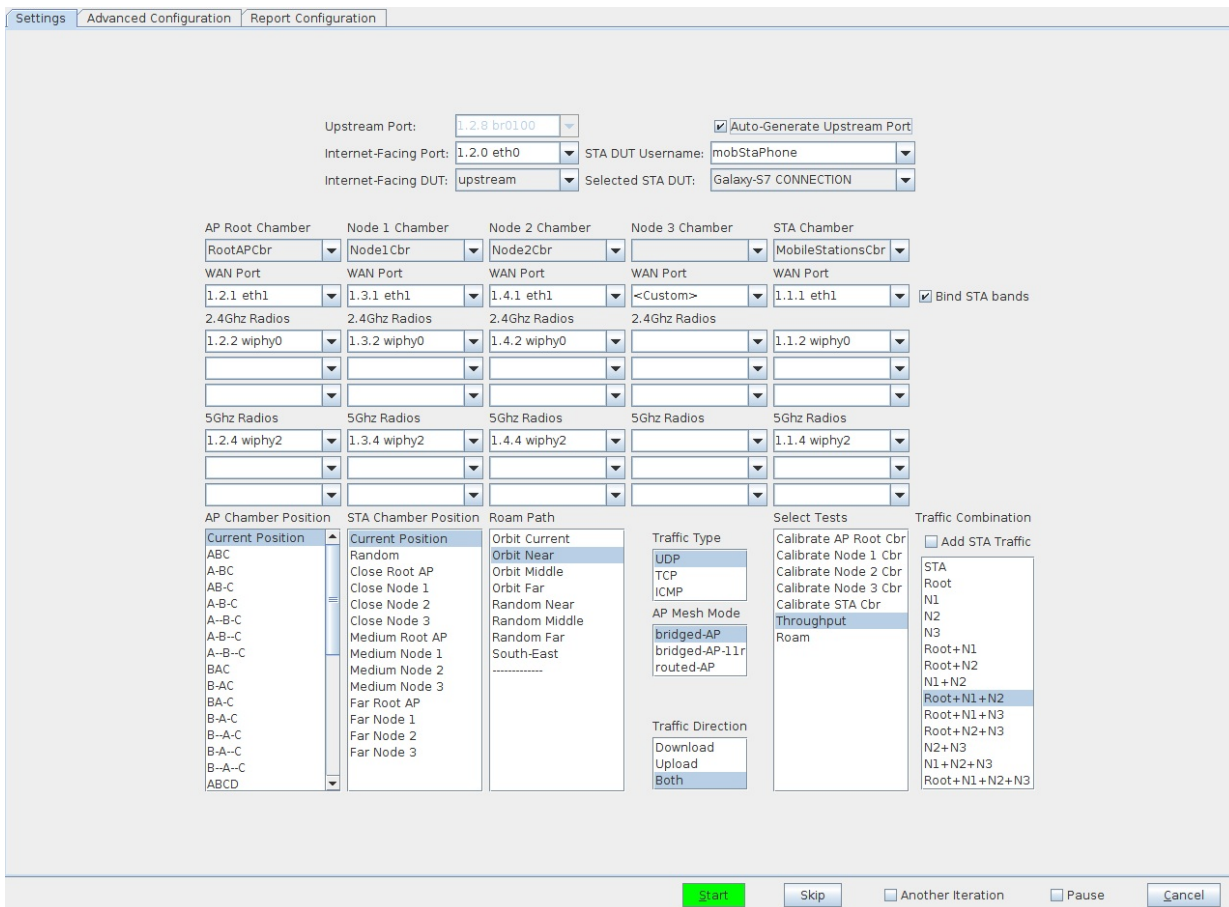 Settings Advanced Configuration Report Configuration
Upstream Port: 1.2.8 br0100 Auto-Generate Upstream Port
Internet-Facing Port: 1.2.0 eth0 STA DUT Username: mobStaPhone
Internet-Facing DUT: upstream Selected STA DUT: Galaxy-S7 CONNECTION
AP Root Chamber Node 1 Chamber Node 2 Chamber Node 3 Chamber STA Chamber
RootAPCbr Node1Cbr Node2Cbr MobileStationsCbr
WAN Port WAN Port WAN Port WAN Port WAN Port
1.2.1 eth1 1.3.1 eth1 1.4.1 eth1 <Custom> 1.1.1 eth1 Bind STA bands
2.4Ghz Radios 2.4Ghz Radios 2.4Ghz Radios 2.4Ghz Radios
1.2.2 wiphy0 1.3.2 wiphy0 1.4.2 wiphy0 1.1.2 wiphy0
5Ghz Radios 5Ghz Radios 5Ghz Radios 5Ghz Radios 5Ghz Radios
1.2.4 wiphy2 1.3.4 wiphy2 1.4.4 wiphy2 1.1.4 wiphy2
AP Chamber Position
Current Position
ABC
A-BC
AB-C
A-B-C
A--B-C
A-B--C
A--B--C
BAC
B-AC
BA-C
B-A-C
B--A-C
B-A--C
B--A--C
ABCD
STA Chamber Position
Current Position
Random
Close Root AP
Close Node 1
Close Node 2
Close Node 3
Medium Root AP
Medium Node 1
Medium Node 2
Medium Node 3
Far Root AP
Far Node 1
Far Node 2
Far Node 3
Roam Path
Orbit Current
Orbit Near
Orbit Middle
Orbit Far
Random Near
Random Middle
Random Far
South-East
-------------
Traffic Type
UDP
TCP
ICMP
AP Mesh Mode
bridged-AP
bridged-AP-11r
routed-AP
Traffic Direction
Download
Upload
Both
Select Tests
Calibrate AP Root Cbr
Calibrate Node 1 Cbr
Calibrate Node 2 Cbr
Calibrate Node 3 Cbr
Calibrate STA Cbr
Throughput
Roam
Traffic Combination
Add STA Traffic
STA
Root
N1
N2
N3
Root+N1
Root+N2
N1+N2
Root+N1+N2
Root+N1+N3
Root+N2+N3
N2+N3
N1+N2+N3
Root+N1+N2+N3
Start Skip Another Iteration Pause Cancel